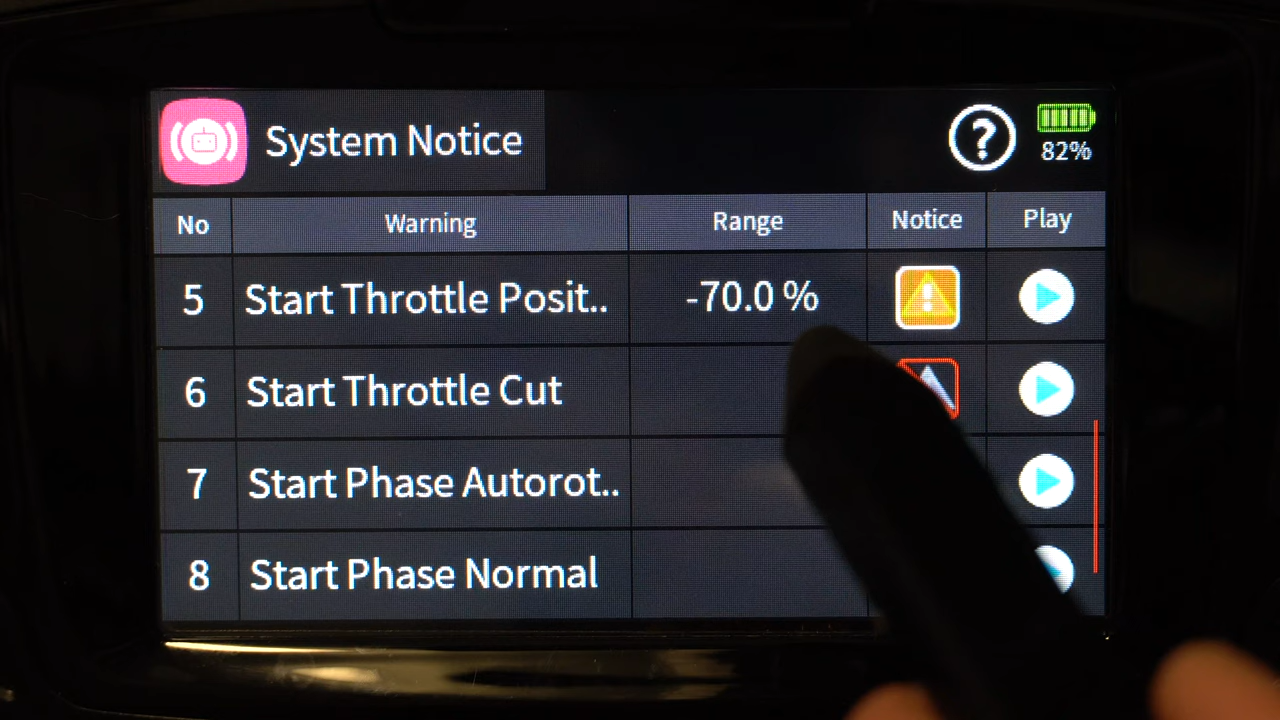 System Notice
82%
No Warning Range Notice Play
5 Start Throttle Posit.. -70.0 %
6 Start Throttle Cut
7 Start Phase Autorot..
8 Start Phase Normal